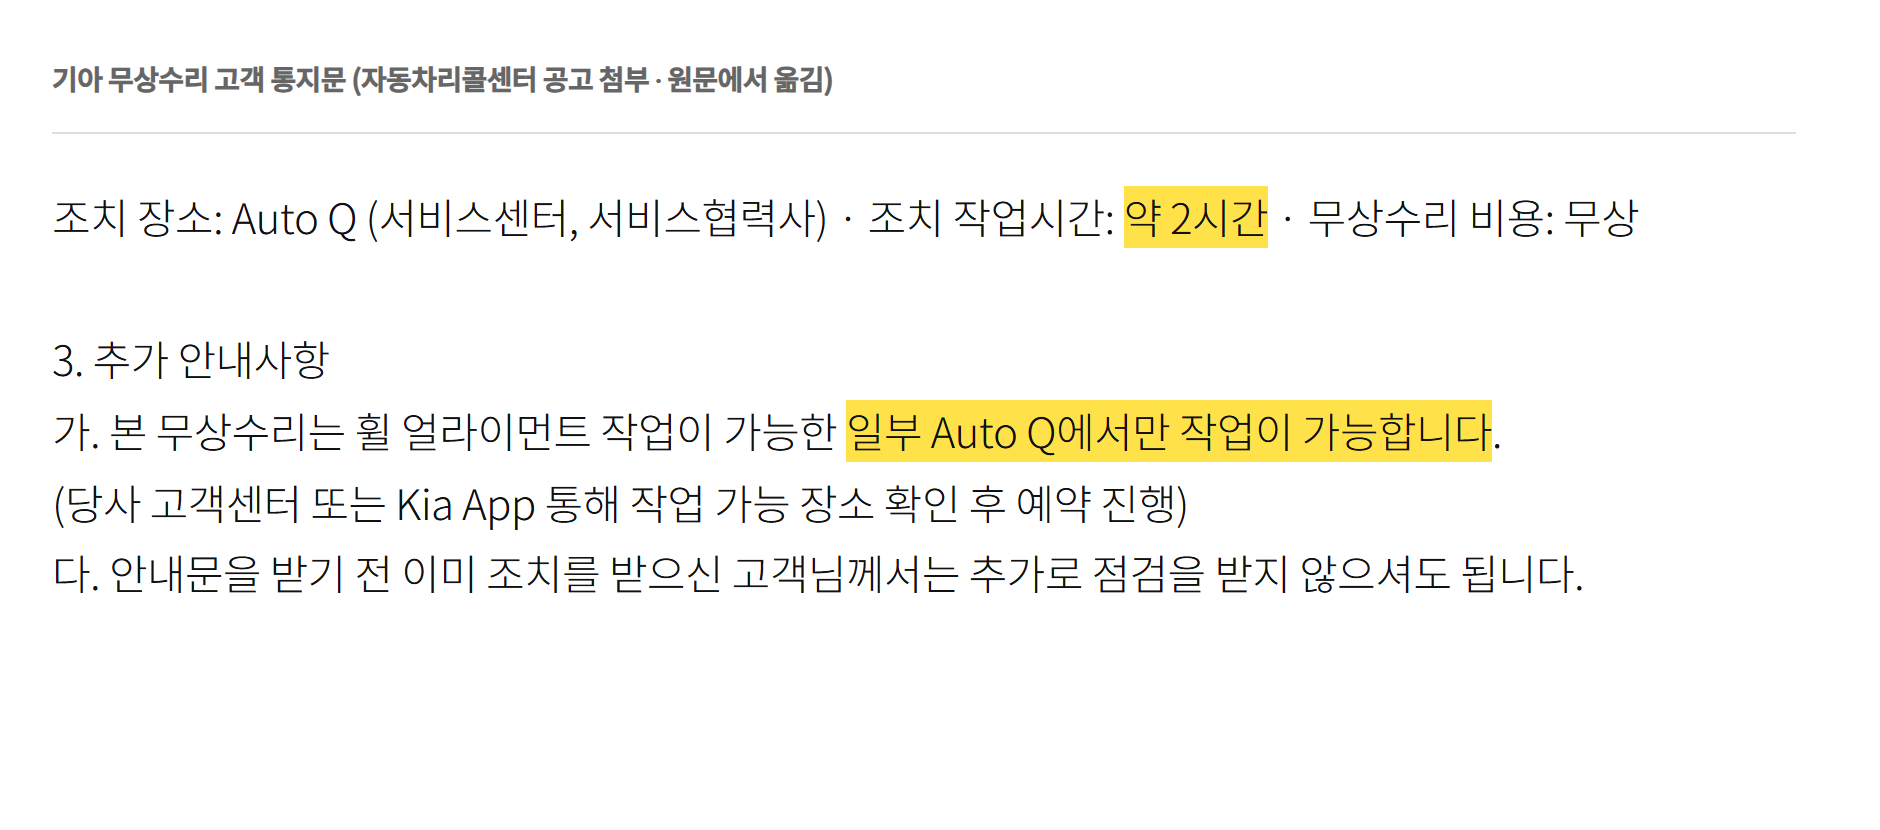 기아 무상수리 고객 통지문 (자동차리콜센터 공고 첨부 · 원문에서 옮김)
조치 장소: Auto Q (서비스센터, 서비스협력사) · 조치 작업시간: 약 2시간 · 무상수리 비용: 무상
3. 추가 안내사항
가. 본 무상수리는 휠 얼라이먼트 작업이 가능한 일부 Auto Q에서만 작업이 가능합니다.
(당사 고객센터 또는 Kia App 통해 작업 가능 장소 확인 후 예약 진행)
다. 안내문을 받기 전 이미 조치를 받으신 고객님께서는 추가로 점검을 받지 않으셔도 됩니다.